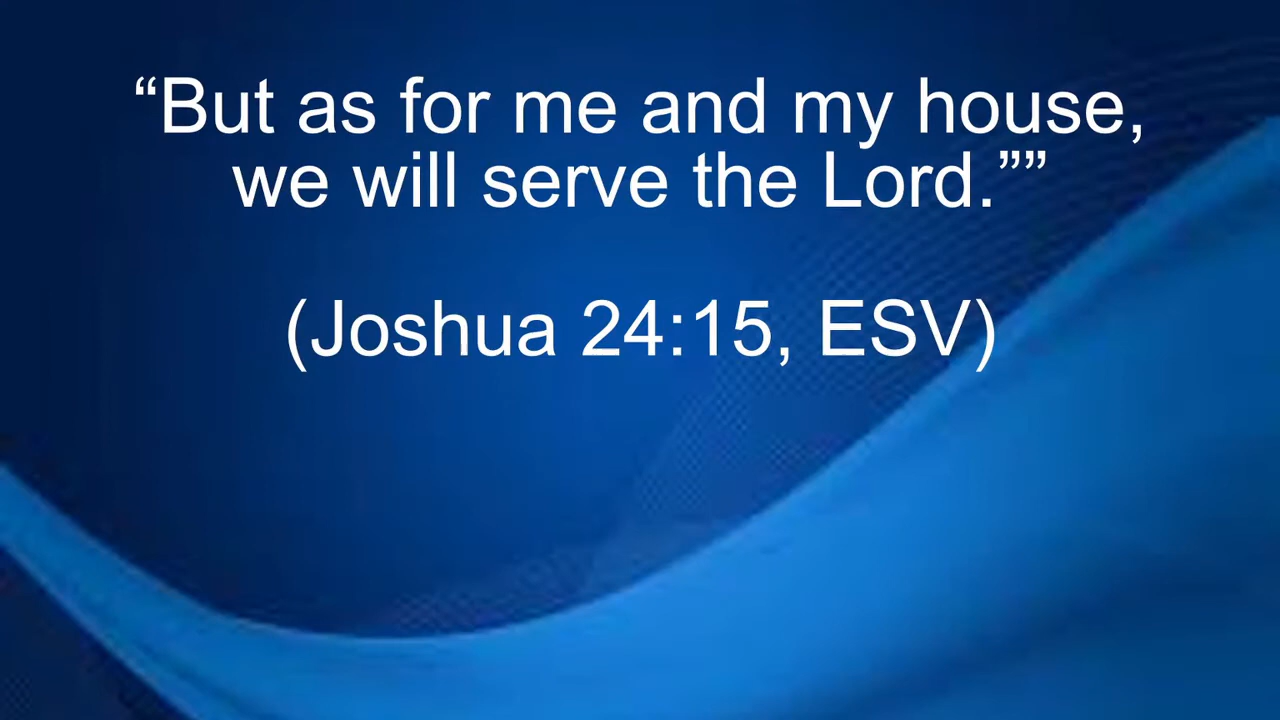 “But as for me and my house,
we will serve the Lord.””
(Joshua 24:15, ESV)